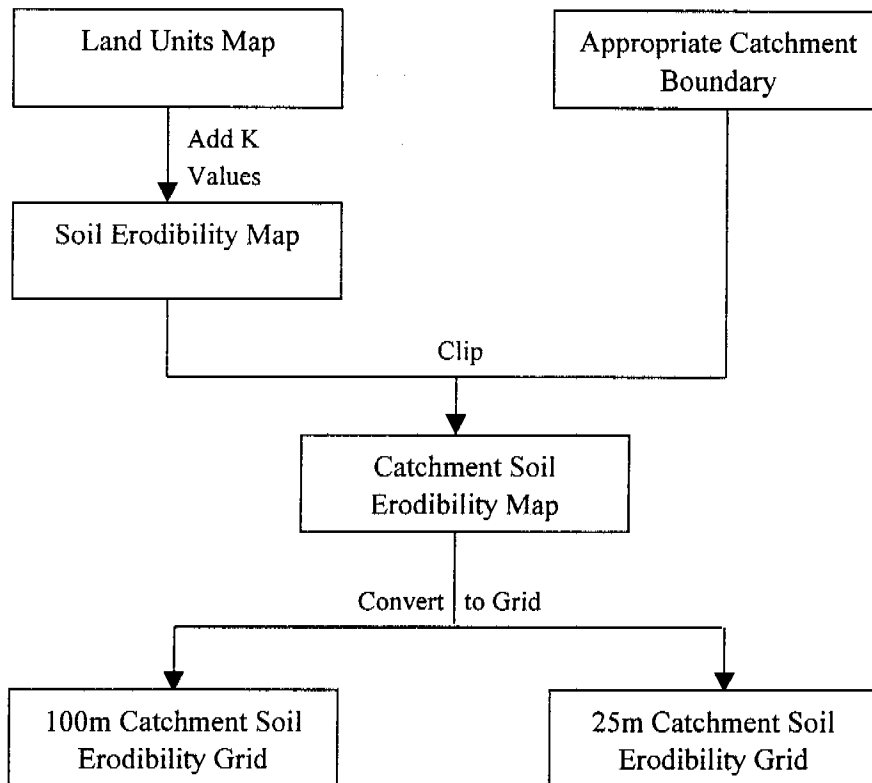 Land Units Map
Appropriate Catchment
Boundary
Add K
Values
Soil Erodibility Map
Clip
Catchment Soil
Erodibility Map
Convert to Grid
100m Catchment Soil
Erodibility Grid
25m Catchment Soil
Erodibility Grid